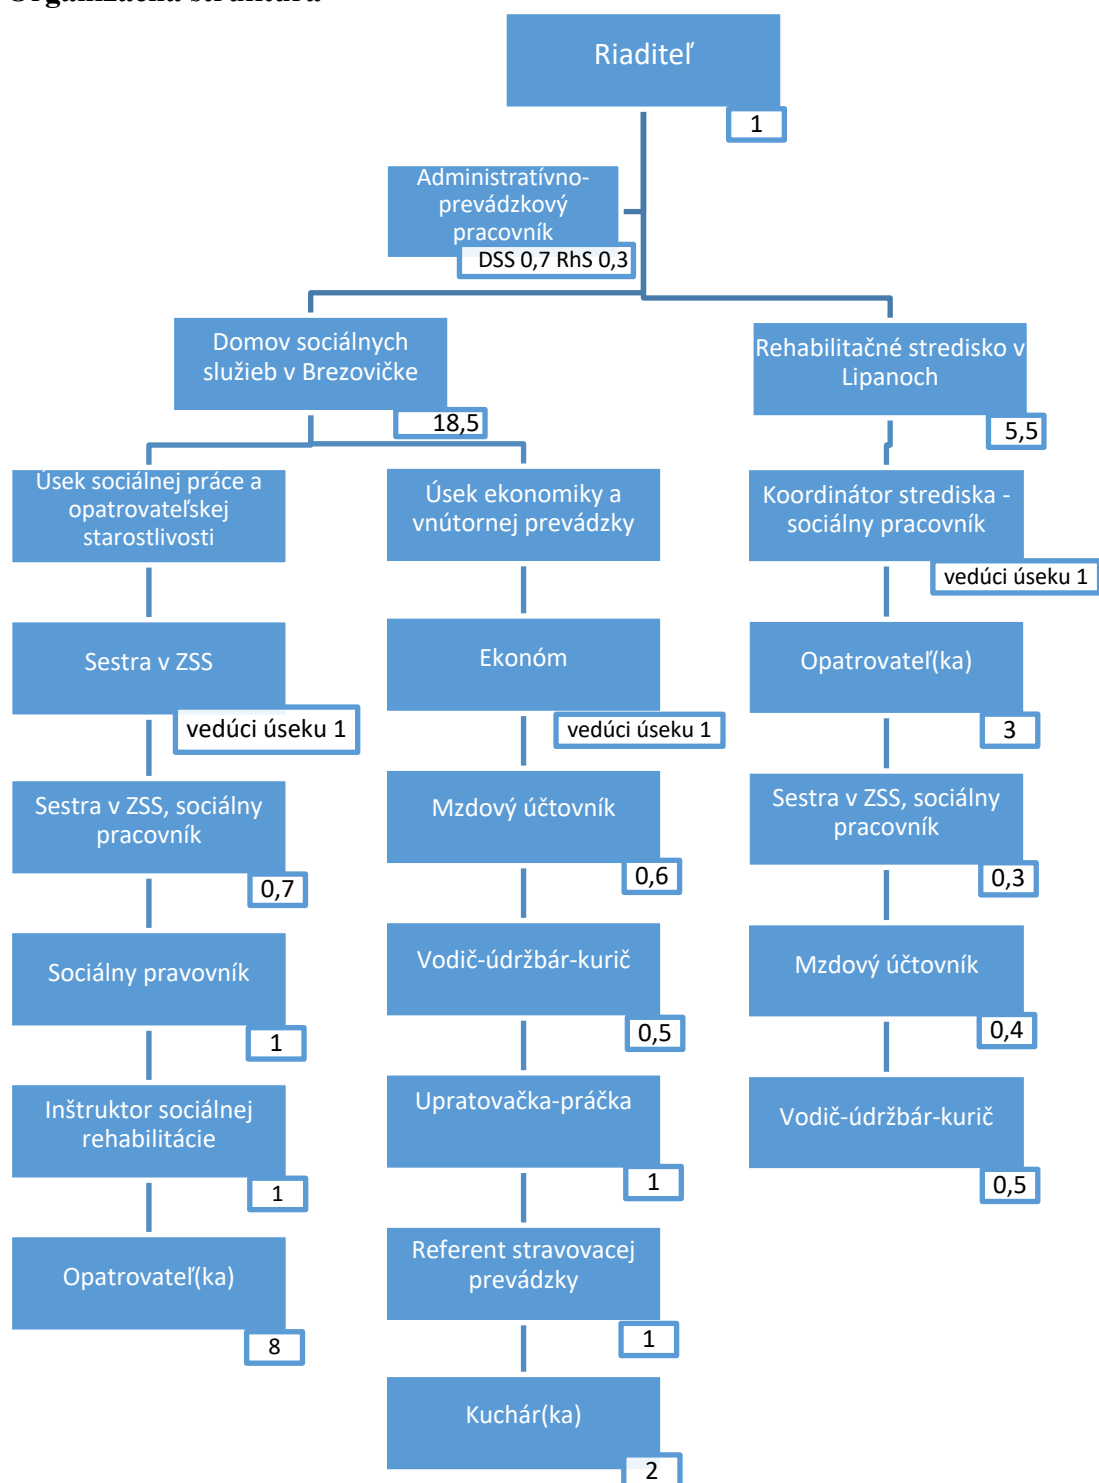 Organizačná štruktúra
Riaditeľ
1
Administratívno-
prevádzkový
pracovník
DSS 0,7 RhS 0,3
Domov sociálnych
služieb v Brezovičke
18,5
Rehabilitačné stredisko v
Lipanoch
5,5
Úsek sociálnej práce a
opatrovateľskej
starostlivosti
Sestra v ZSS
vedúci úseku 1
Sestra v ZSS, sociálny
pracovník
0,7
Sociálny pravovník
1
Inštruktor sociálnej
rehabilitácie
1
Opatrovateľ(ka)
8
Úsek ekonomiky a
vnútornej prevádzky
Ekonóm
vedúci úseku 1
Mzdový účtovník
0,6
Vodič-údržbár-kurič
0,5
Upratovačka-práčka
1
Referent stravovacej
prevádzky
1
Kuchár(ka)
2
Koordinátor strediska -
sociálny pracovník
vedúci úseku 1
Opatrovateľ(ka)
3
Sestra v ZSS, sociálny
pracovník
0,3
Mzdový účtovník
0,4
Vodič-údržbár-kurič
0,5